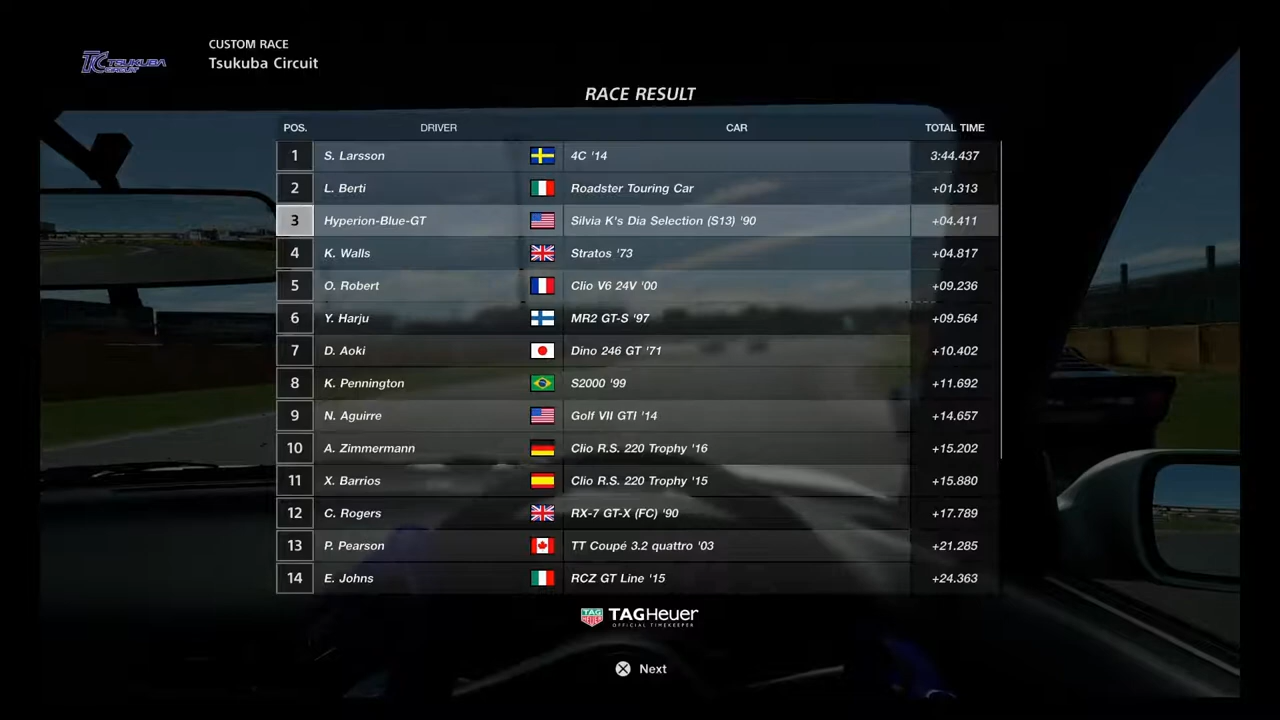 CUSTOM RACE
TC TSUKUBA CIRCUIT
Tsukuba Circuit
RACE RESULT
POS. DRIVER CAR TOTAL TIME
1 S. Larsson 4C '14 3:44.437
2 L. Berti Roadster Touring Car +01.313
3 Hyperion-Blue-GT Silvia K's Dia Selection (S13) '90 +04.411
4 K. Walls Stratos '73 +04.817
5 O. Robert Clio V6 24V '00 +09.236
6 Y. Harju MR2 GT-S '97 +09.564
7 D. Aoki Dino 246 GT '71 +10.402
8 K. Pennington S2000 '99 +11.692
9 N. Aguirre Golf VII GTI '14 +14.657
10 A. Zimmermann Clio R.S. 220 Trophy '16 +15.202
11 X. Barrios Clio R.S. 220 Trophy '15 +15.880
12 C. Rogers RX-7 GT-X (FC) '90 +17.789
13 P. Pearson TT Coupé 3.2 quattro '03 +21.285
14 E. Johns RCZ GT Line '15 +24.363
TAG HEUER TAGHeuer
OFFICIAL TIMEKEEPER
Next